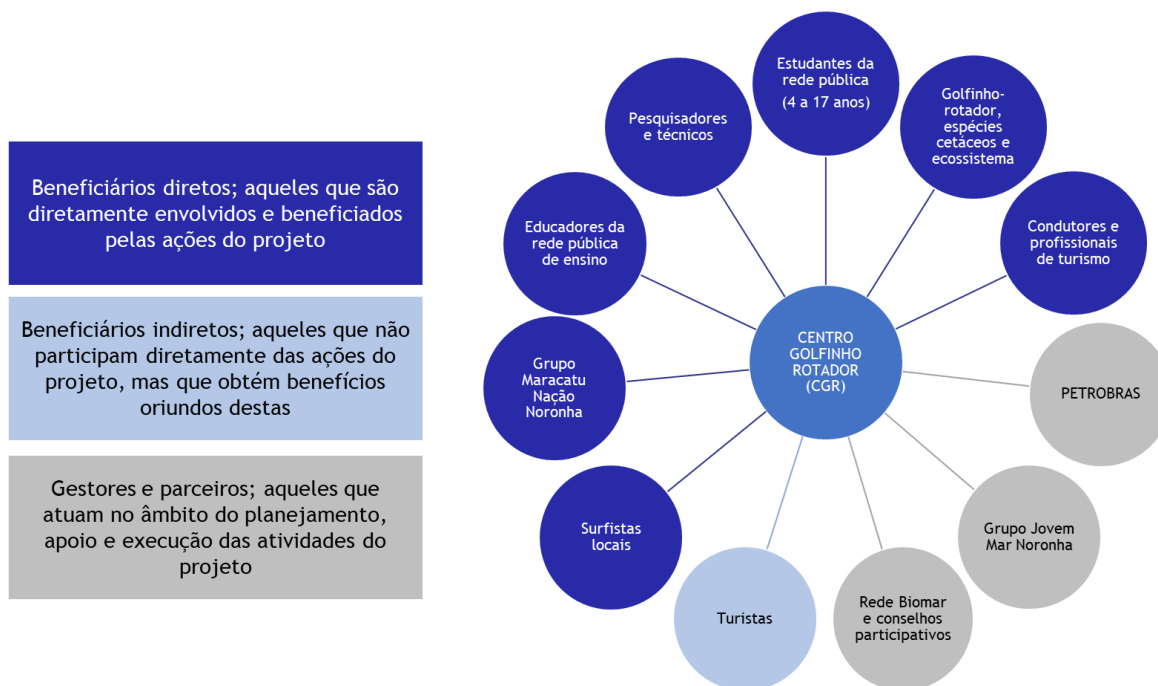 Beneficiários diretos; aqueles que são
diretamente envolvidos e beneficiados
pelas ações do projeto
Beneficiários indiretos; aqueles que não
participam diretamente das ações do
projeto, mas que obtém benefícios
oriundos destas
Gestores e parceiros; aqueles que
atuam no âmbito do planejamento,
apoio e execução das atividades do
projeto
Estudantes da
rede pública
(4 a 17 anos)
Golfinho-
rotador,
espécies
cetáceos e
ecossistema
Condutores e
profissionais
de turismo
PETROBRAS
Grupo Jovem
Mar Noronha
Rede Biomar
e conselhos
participativos
Turistas
Surfistas
locais
Grupo
Maracatu
Nação
Noronha
Educadores da
rede pública
de ensino
Pesquisadores
e técnicos
CENTRO
GOLFINHO
ROTADOR
(CGR)